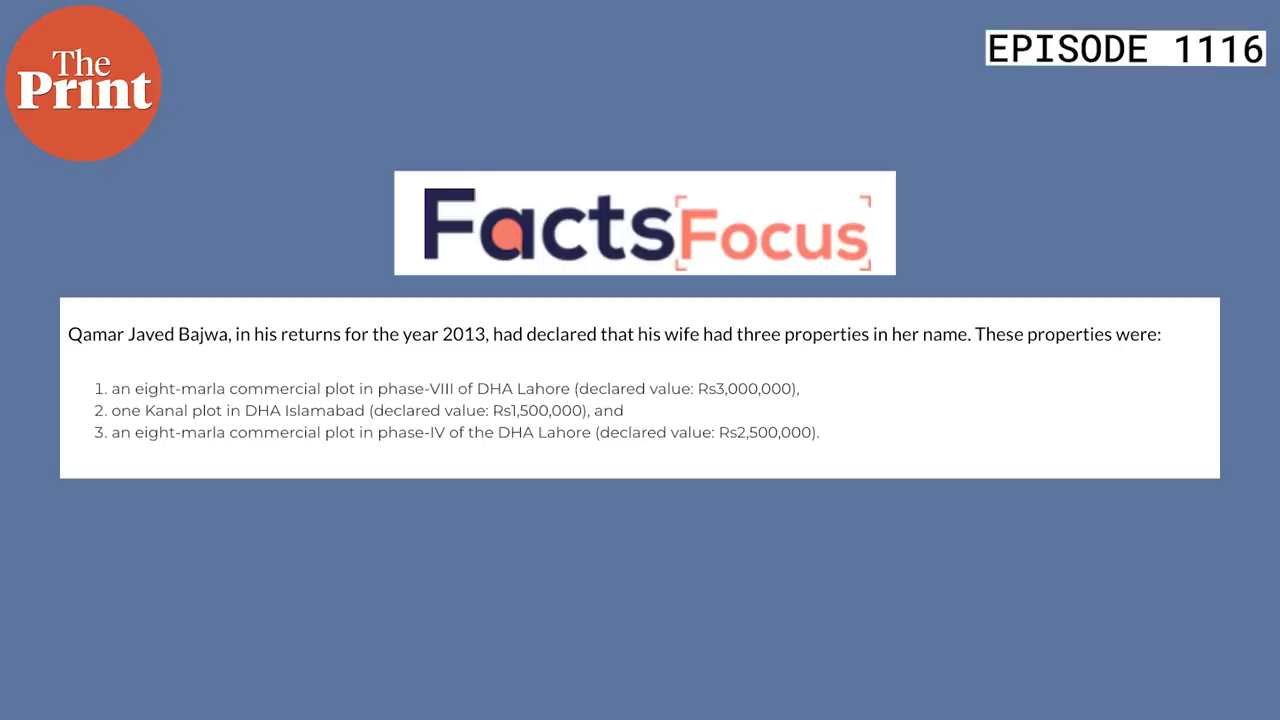 The
Print
EPISODE 1116
Facts Focus
Qamar Javed Bajwa, in his returns for the year 2013, had declared that his wife had three properties in her name. These properties were:
1. an eight-marla commercial plot in phase-VIII of DHA Lahore (declared value: Rs3,000,000),
2. one Kanal plot in DHA Islamabad (declared value: Rs1,500,000), and
3. an eight-marla commercial plot in phase-IV of the DHA Lahore (declared value: Rs2,500,000).